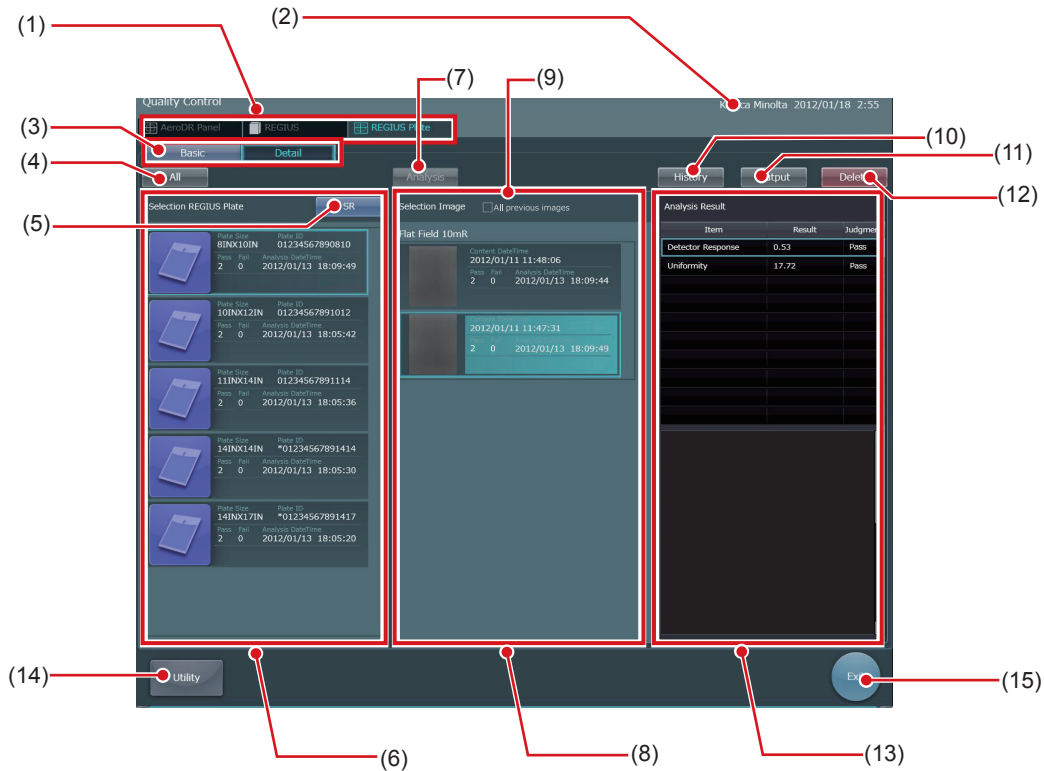 (1)
(2)
(7)
(9)
Quality Control
Minolta 2012/01/18 2:55
(3)
AeroDR Panel
REGIUS
REGIUS Plate
(10)
Basic
Detail
(4)
(11)
All
Analysis
History
(12)
(5)
Selection REGIUS Plate
SR
Selection Image
All previous images
Analysis Result
Item
Result
Flat Field 10mR
Plate Size Plate ID
8INX10IN 01234567890810
Pass Fail Analysis DateTime
2 0 2012/01/13 18:09:49
Content DateTime
2012/01/11 11:48:06
Pass Fail Analysis DateTime
2 0 2012/01/13 18:09:44
Detector Response 0.53 Pass
Uniformity 17.72 Pass
Plate Size Plate ID
10INX12IN 01234567891012
Pass Fail Analysis DateTime
2 0 2012/01/13 18:05:42
2012/01/11 11:47:31
2 0 2012/01/13 18:09:49
Plate Size Plate ID
11INX14IN 01234567891114
Pass Fail Analysis DateTime
2 0 2012/01/13 18:05:36
Plate Size Plate ID
14INX14IN *01234567891414
Pass Fail Analysis DateTime
2 0 2012/01/13 18:05:30
Plate Size Plate ID
14INX17IN *01234567891417
Pass Fail Analysis DateTime
2 0 2012/01/13 18:05:20
(14)
Utility
(15)
(6)
(8)
(13)